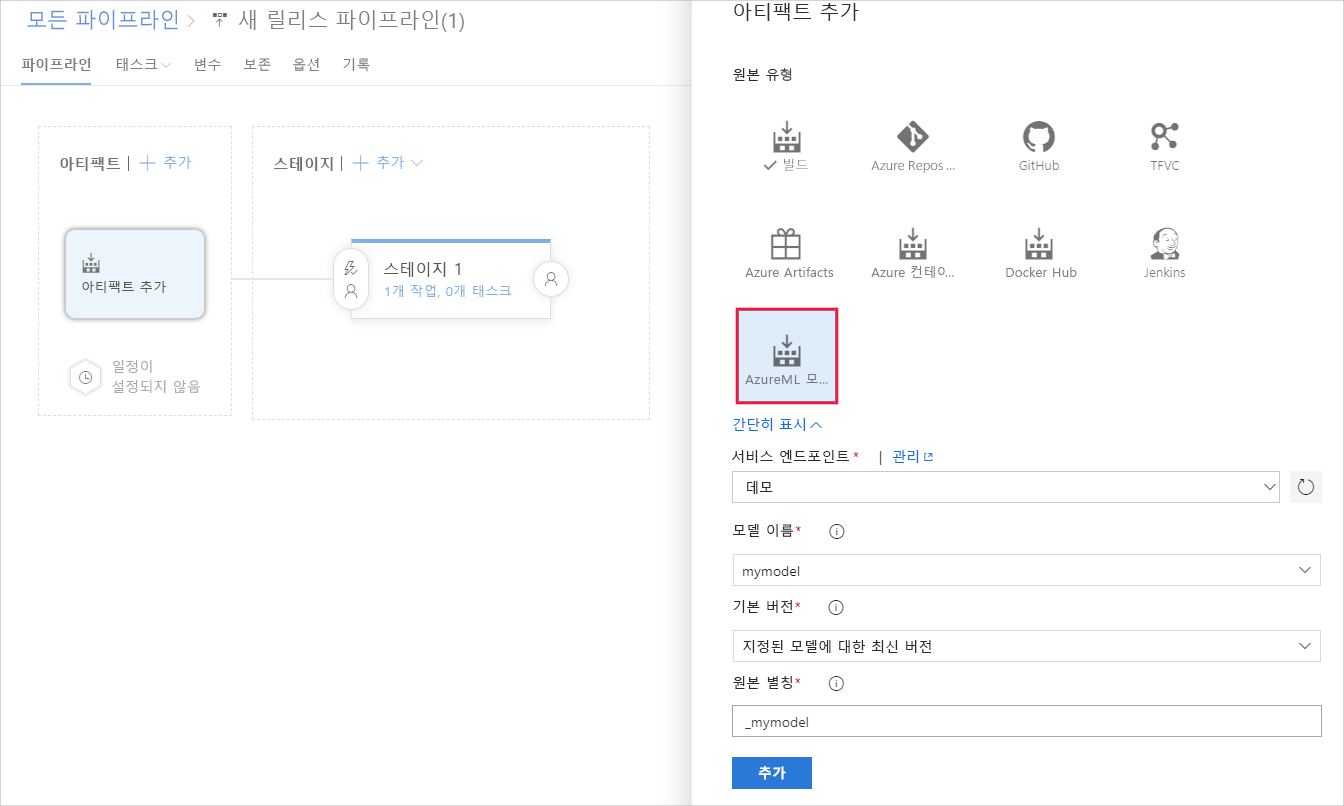 모든 파이프라인 > 새 릴리스 파이프라인(1)
파이프라인 태스크 변수 보존 옵션 기록
아티팩트 | + 추가
스테이지 | + 추가
아티팩트 추가
일정이
설정되지 않음
스테이지 1
1개 작업, 0개 태스크
아티팩트 추가
원본 유형
빌드
Azure Repos ...
GitHub
TFVC
Azure Artifacts
Azure 컨테이...
Docker Hub
Jenkins
AzureML 모...
간단히 표시
서비스 엔드포인트* | 관리
데모
모델 이름*
mymodel
기본 버전*
지정된 모델에 대한 최신 버전
원본 별칭*
_mymodel
추가